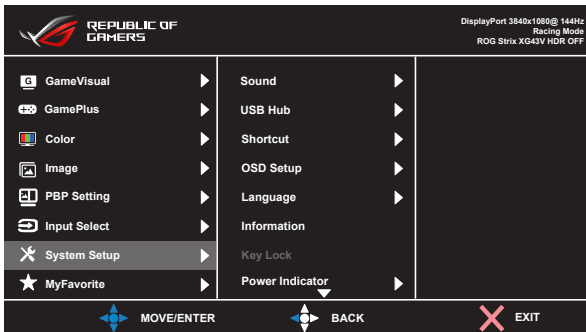 REPUBLIC OF
GAMERS
DisplayPort 3840x1080@ 144Hz
Racing Mode
ROG Strix XG43V HDR OFF
G GameVisual
GamePlus
Color
Image
PBP Setting
Input Select
System Setup
MyFavorite
Sound
USB Hub
Shortcut
OSD Setup
Language
Information
Key Lock
Power Indicator
MOVE/ENTER
BACK
EXIT